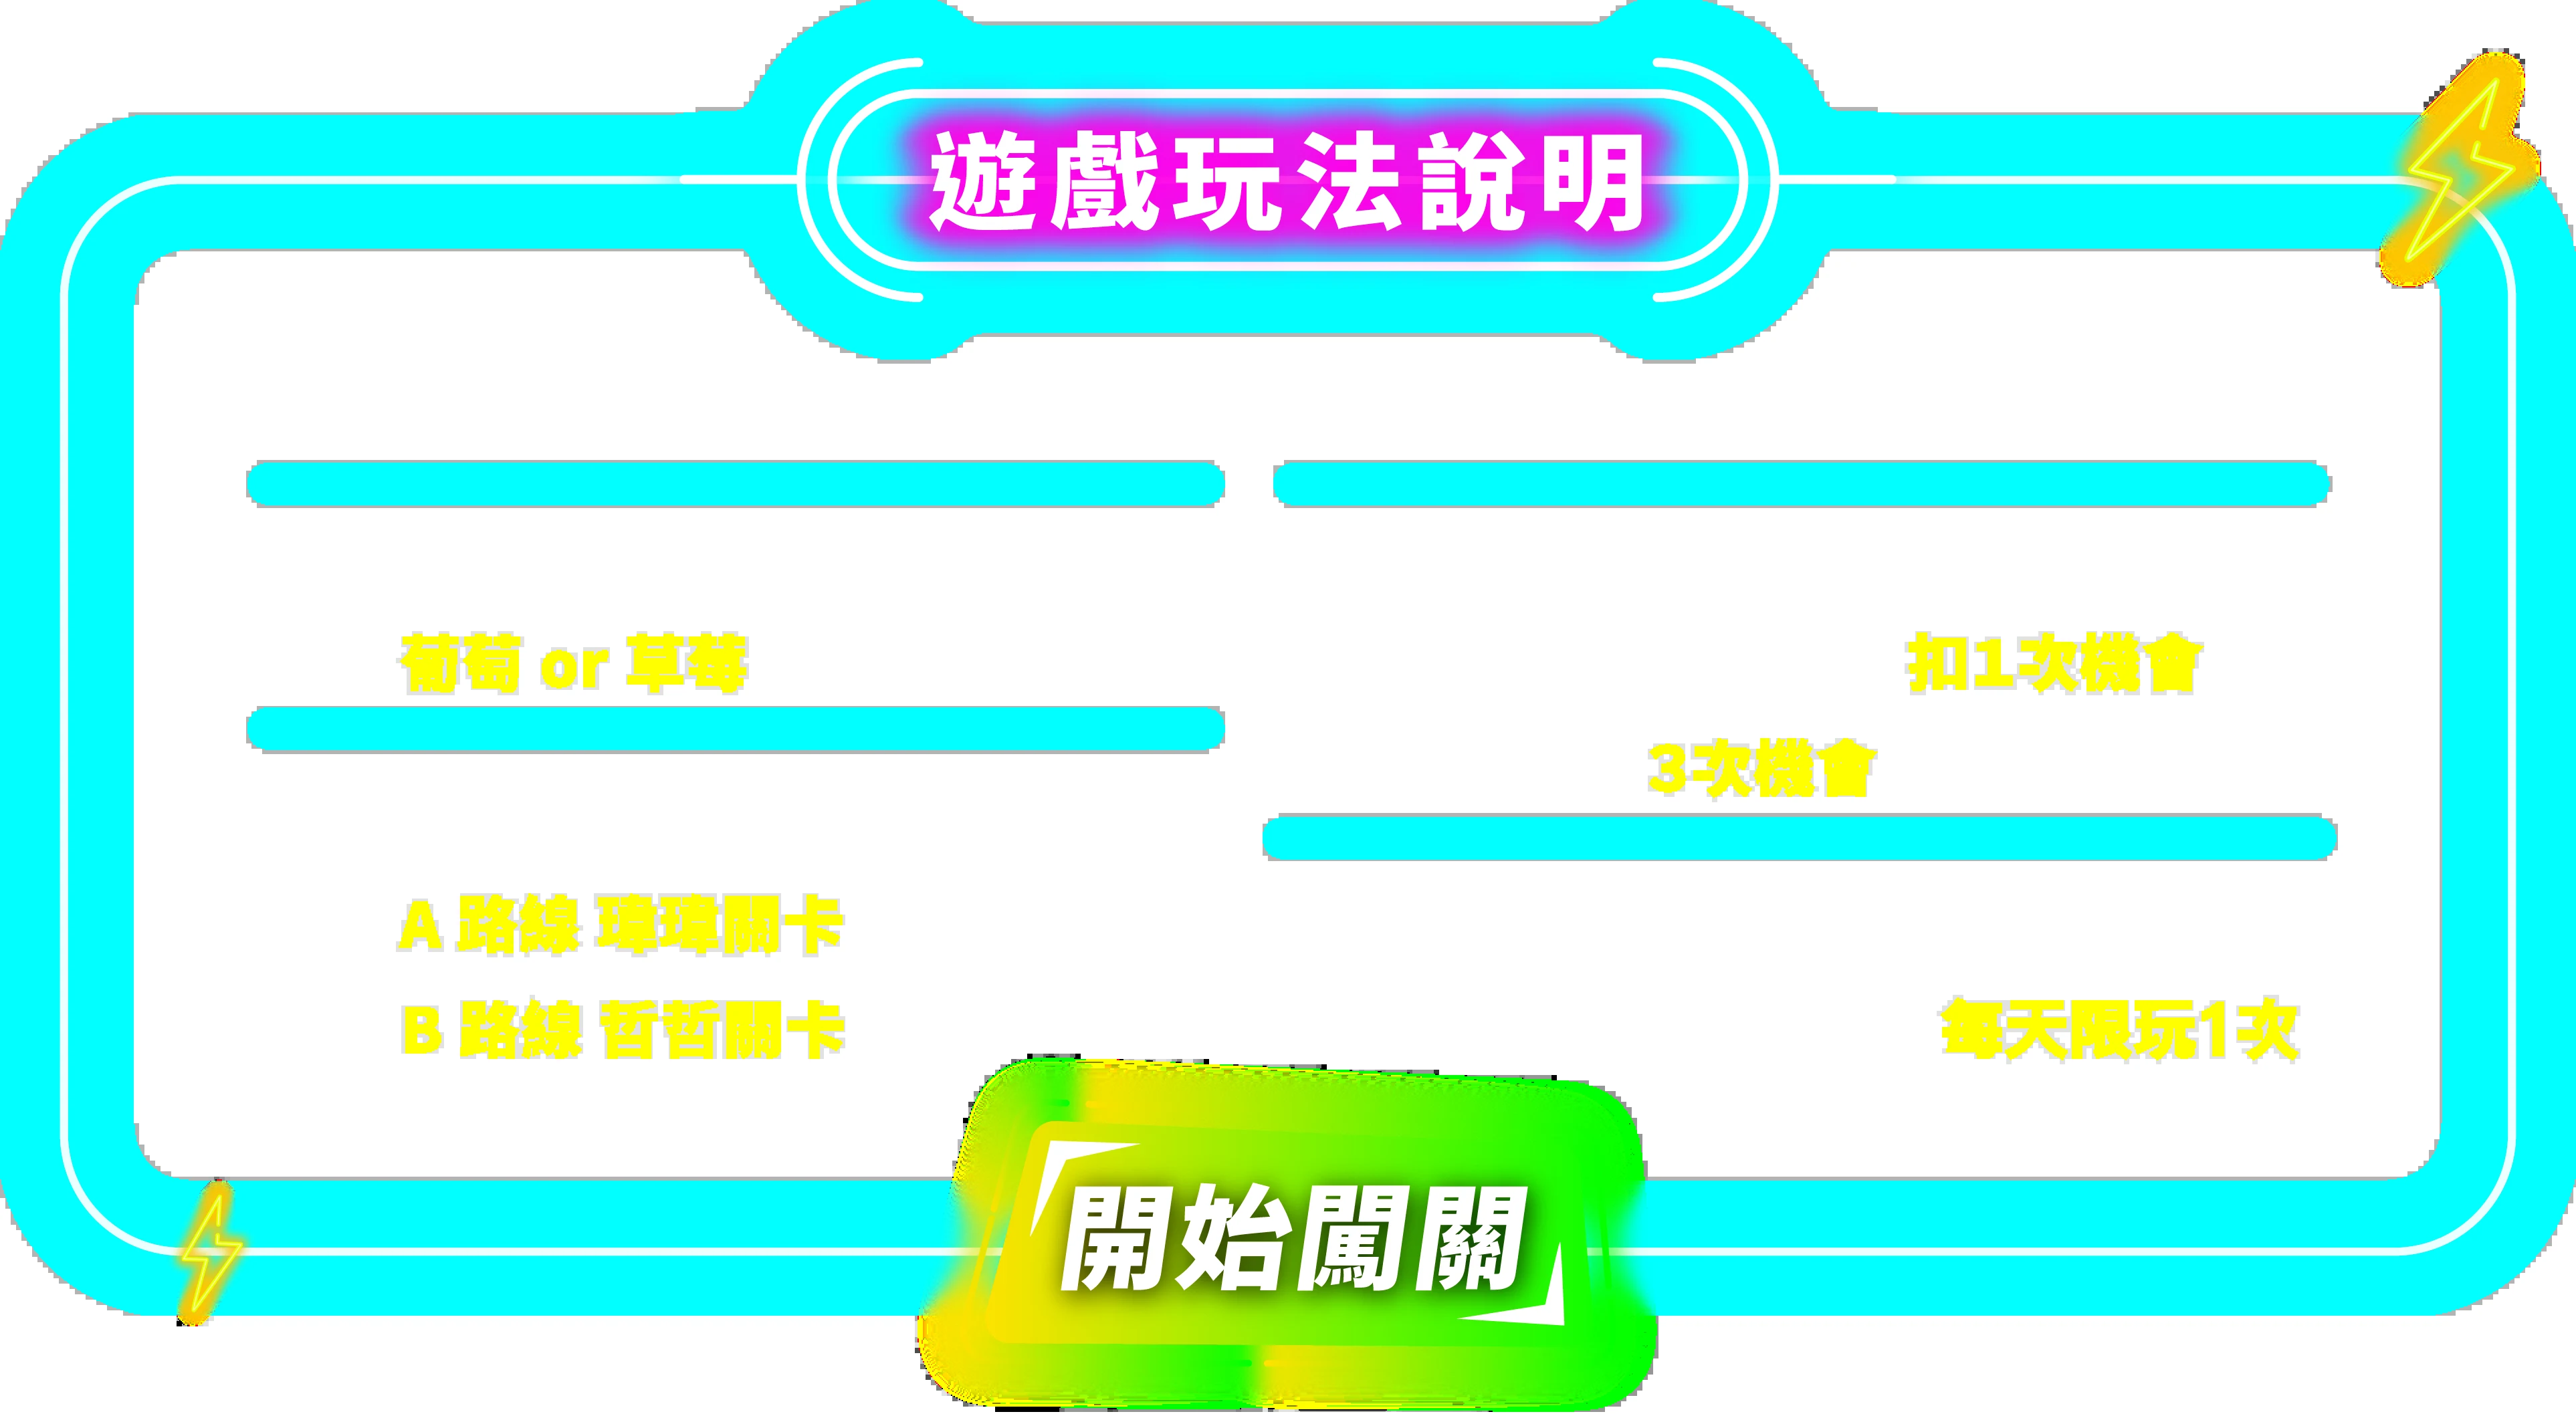 遊戲玩法說明
葡萄 or 草莓
A 路線 瑋瑋關卡
B 路線 哲哲關卡
扣1次機會
3次機會
每天限玩1次
開始闖關